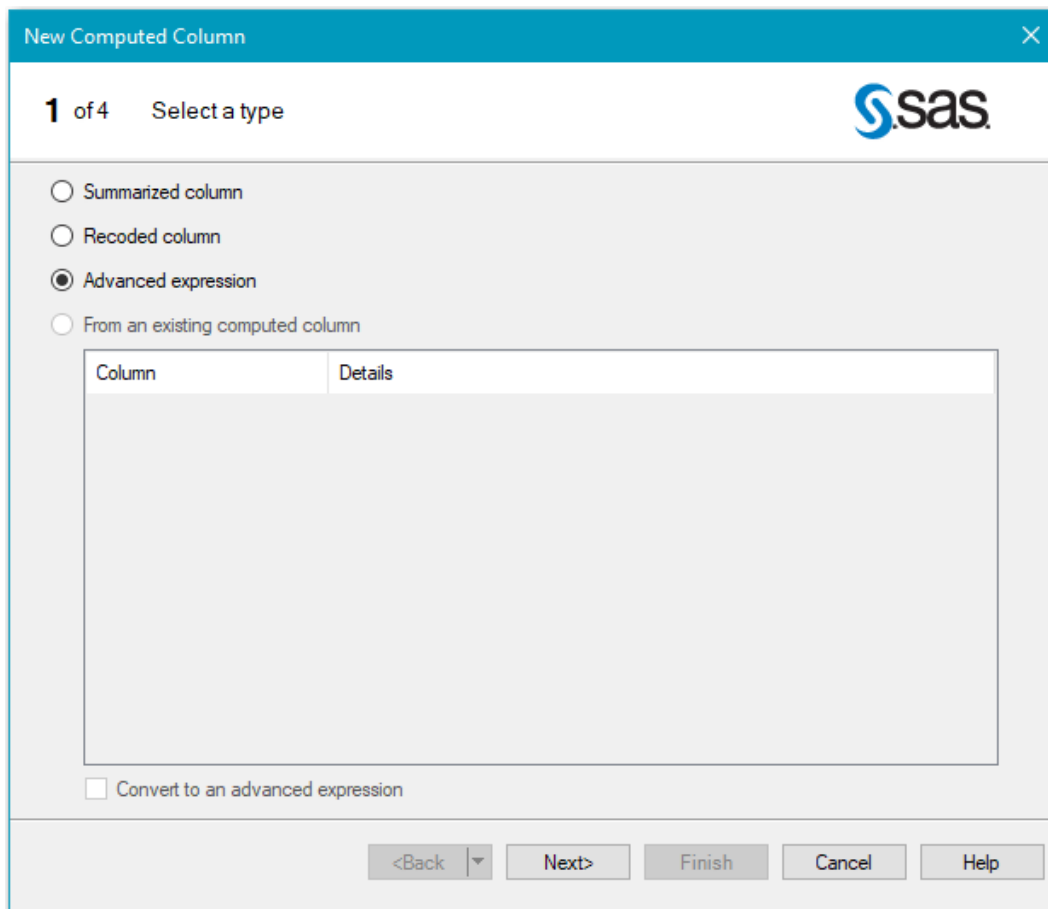 New Computed Column
1 of 4 Select a type
sas
Summarized column
Recoded column
Advanced expression
From an existing computed column
Column Details
Convert to an advanced expression
<Back Next> Finish Cancel Help